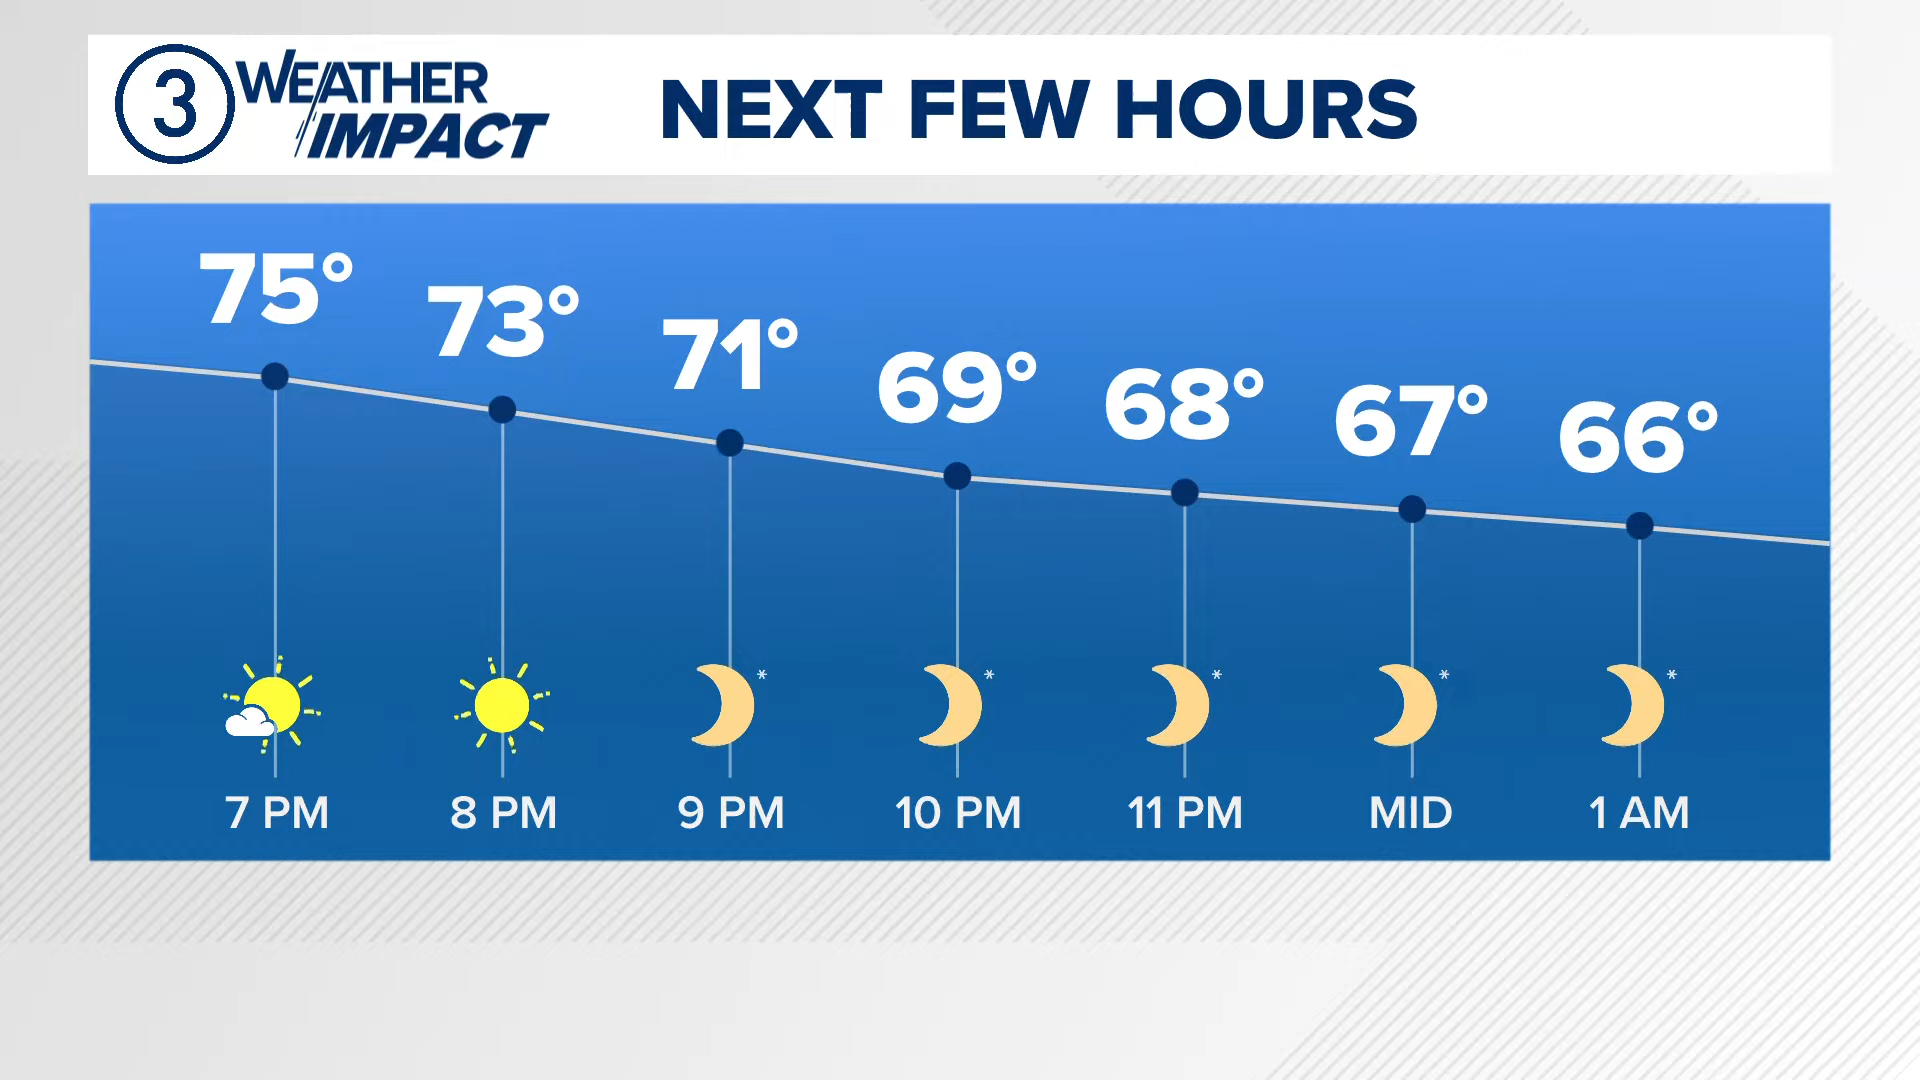 3 WEATHER
IMPACT
NEXT FEW HOURS
75° 73° 71° 69° 68° 67° 66°
7 PM 8 PM 9 PM 10 PM 11 PM MID 1 AM